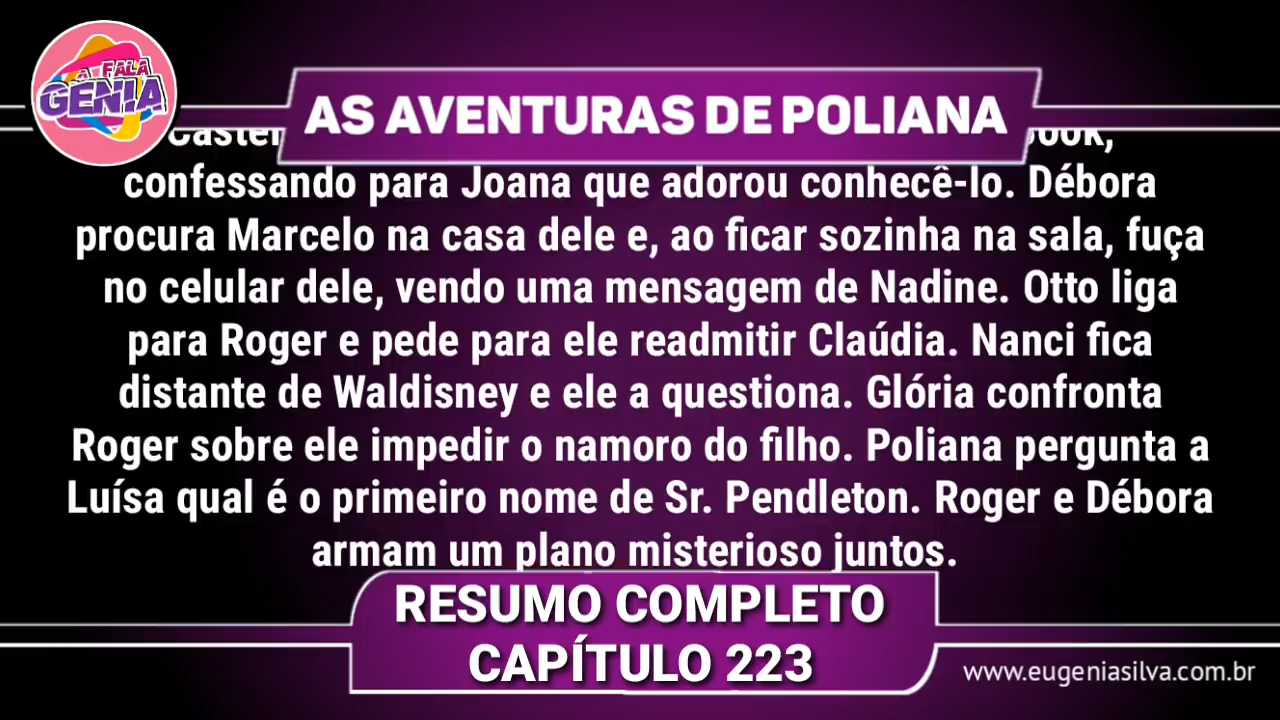 A FALA
GÊNIA
AS AVENTURAS DE POLIANA
confessando para Joana que adorou conhecê-lo. Débora
procura Marcelo na casa dele e, ao ficar sozinha na sala, fuça
no celular dele, vendo uma mensagem de Nadine. Otto liga
para Roger e pede para ele readmitir Claúdia. Nanci fica
distante de Waldisney e ele a questiona. Glória confronta
Roger sobre ele impedir o namoro do filho. Poliana pergunta a
Luísa qual é o primeiro nome de Sr. Pendleton. Roger e Débora
armam um plano misterioso juntos.
RESUMO COMPLETO
CAPÍTULO 223
www.eugeniasilva.com.br